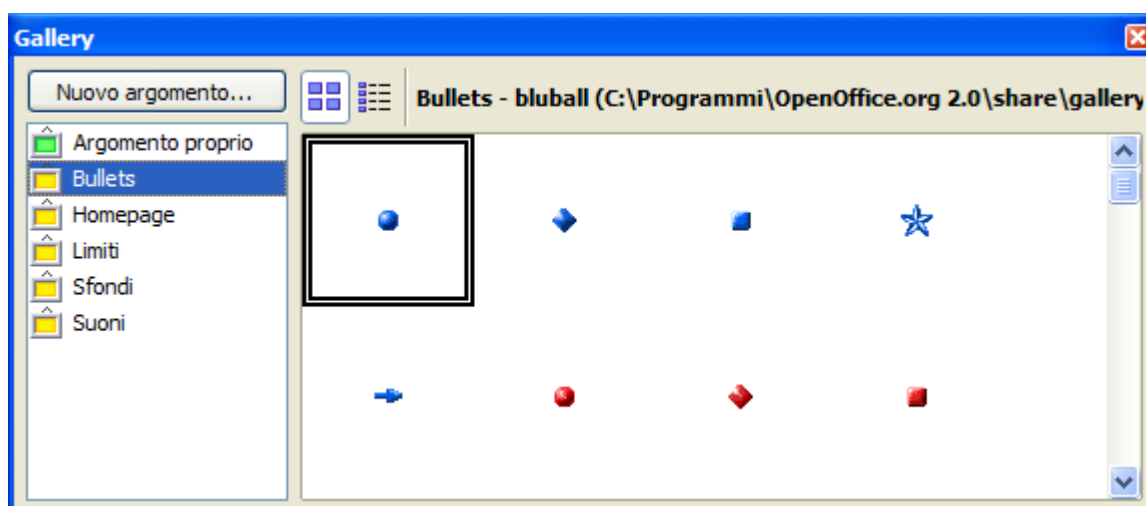 Gallery
Nuovo argomento...
Bullets - bluball (C:\Programmi\OpenOffice.org 2.0\share\gallery
Argomento proprio
Bullets
Homepage
Limiti
Sfondi
Suoni